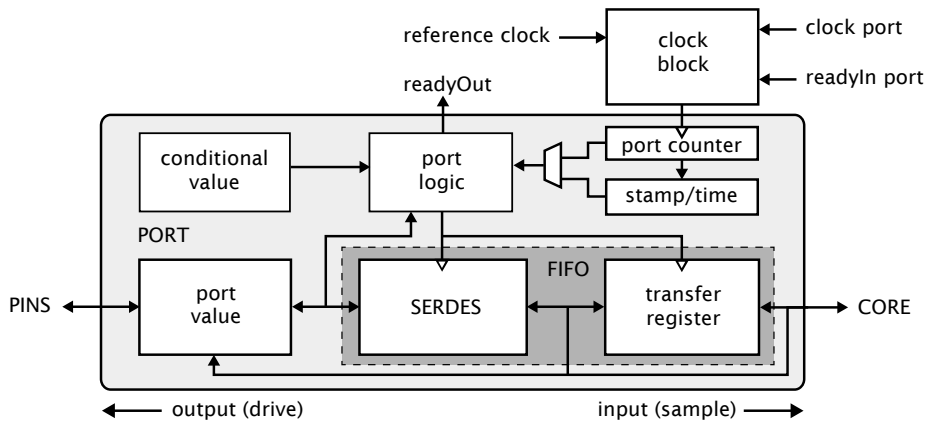 reference clock
clock
block
clock port
readyIn port
readyOut
conditional
value
port
logic
port counter
stamp/time
PORT
FIFO
PINS
port
value
SERDES
transfer
register
CORE
output (drive)
input (sample)